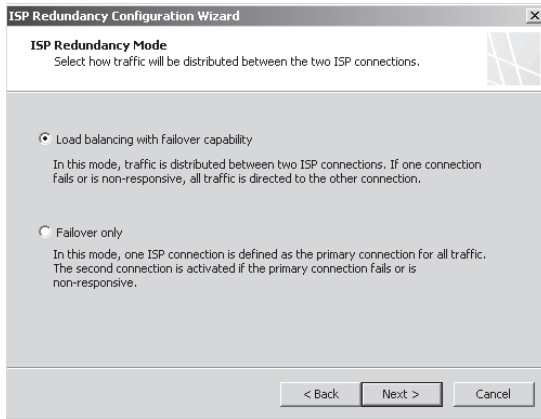 ISP Redundancy Configuration Wizard
ISP Redundancy Mode
Select how traffic will be distributed between the two ISP connections.
Load balancing with failover capability
In this mode, traffic is distributed between two ISP connections. If one connection
fails or is non-responsive, all traffic is directed to the other connection.
Failover only
In this mode, one ISP connection is defined as the primary connection for all traffic.
The second connection is activated if the primary connection fails or is
non-responsive.
< Back Next > Cancel